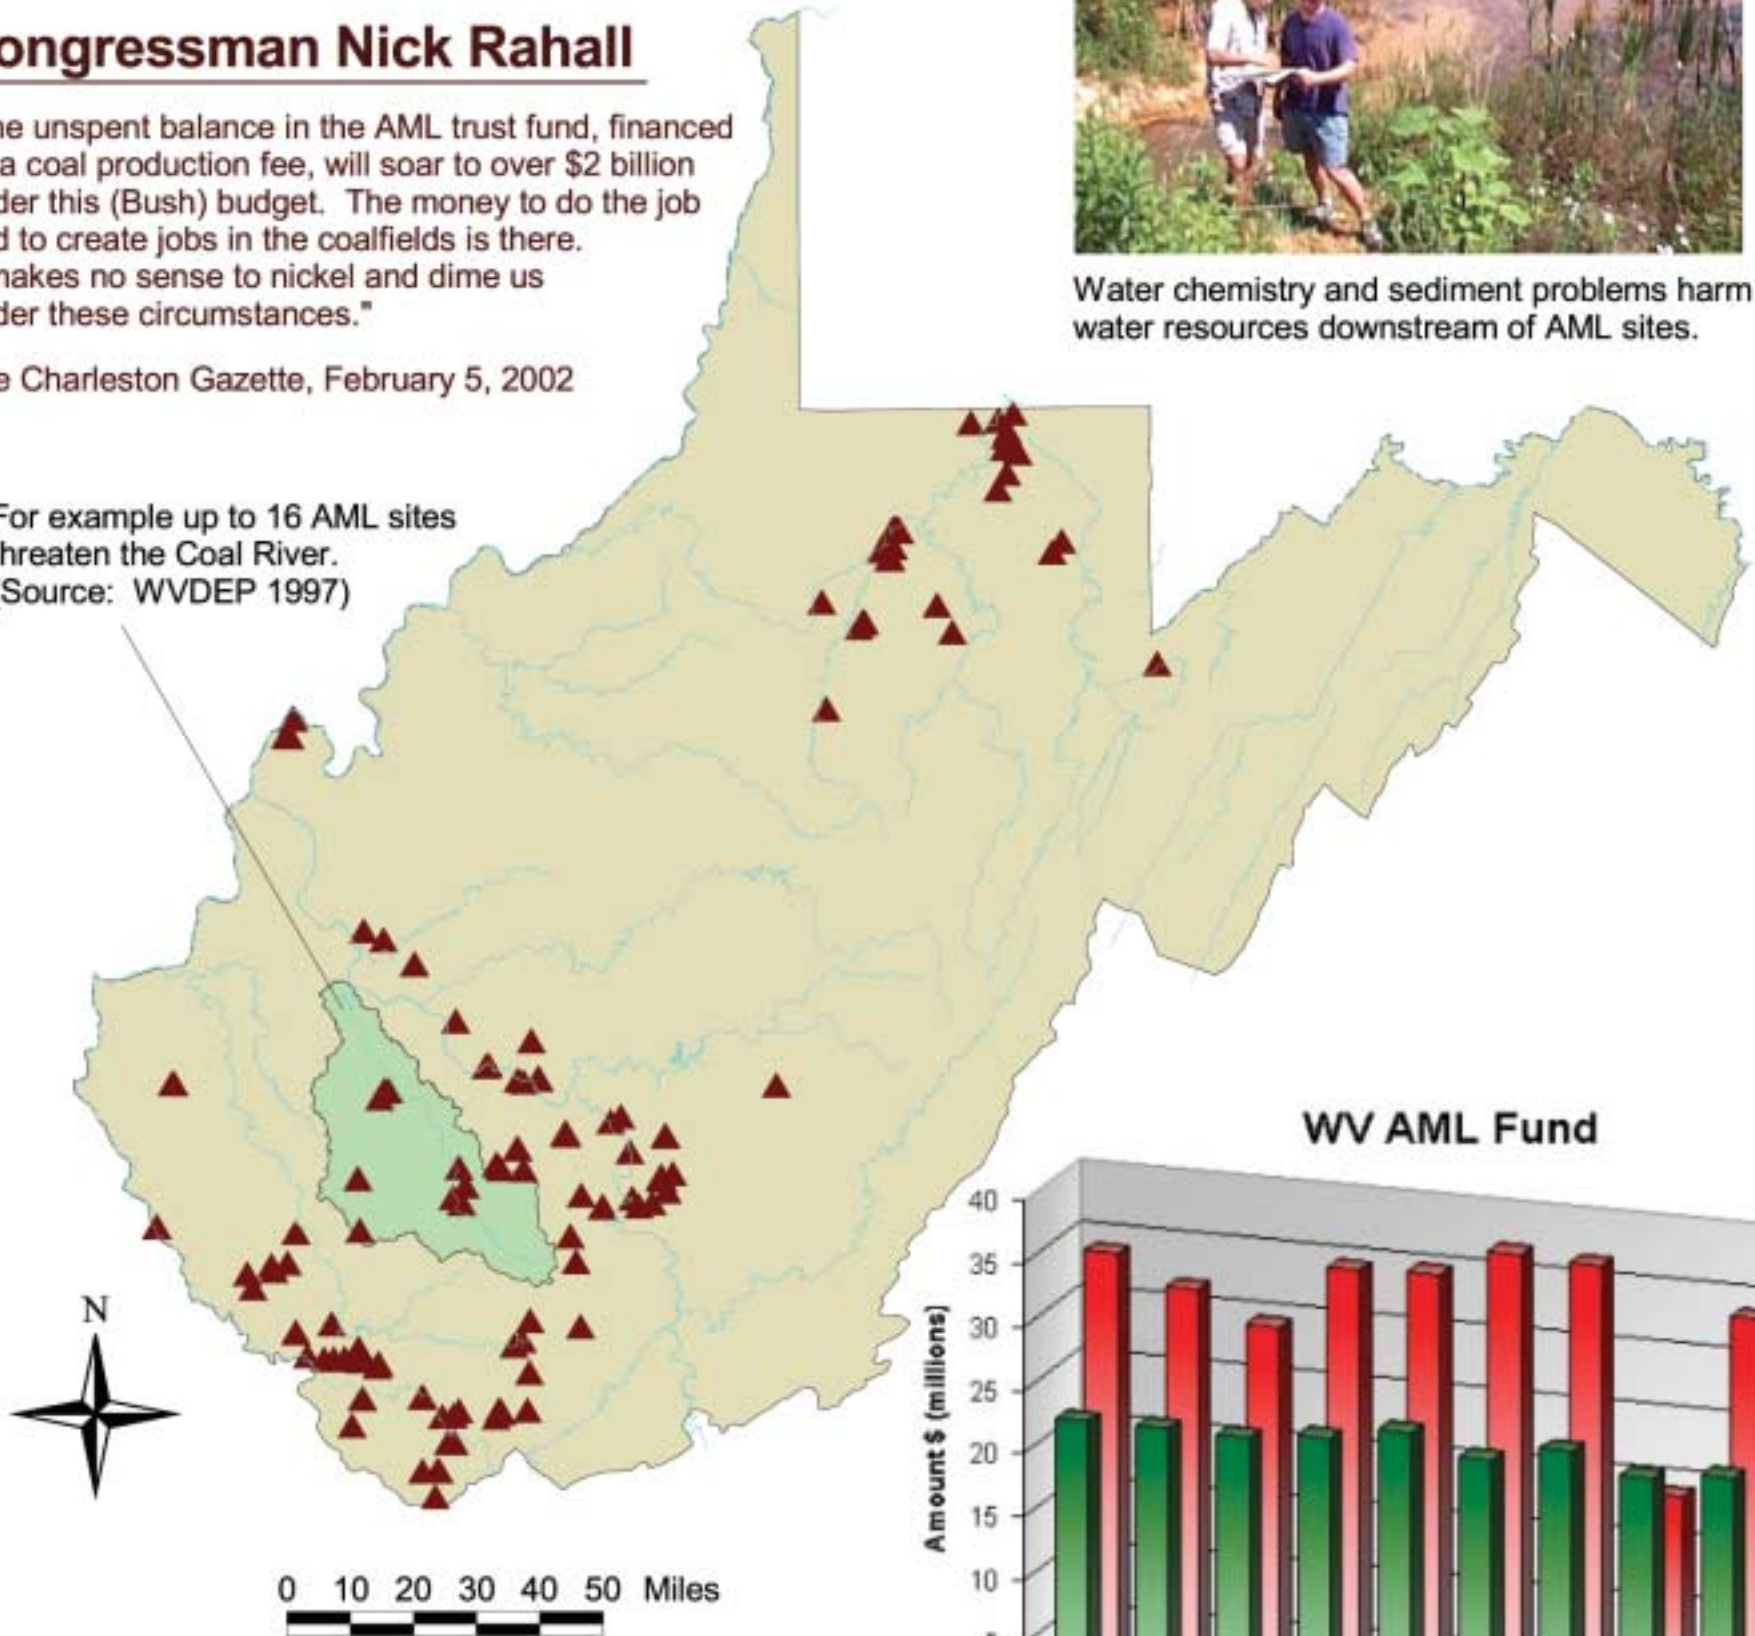 ongressman Nick Rahall
he unspent balance in the AML trust fund, financed
a coal production fee, will soar to over $2 billion
der this (Bush) budget. The money to do the job
d to create jobs in the coalfields is there.
makes no sense to nickel and dime us
der these circumstances."
e Charleston Gazette, February 5, 2002
Water chemistry and sediment problems harm
water resources downstream of AML sites.
For example up to 16 AML sites
hreaten the Coal River.
(Source: WVDEP 1997)
N
0 10 20 30 40 50 Miles
WV AML Fund
Amount $ (millions)
40
35
30
25
20
15
10